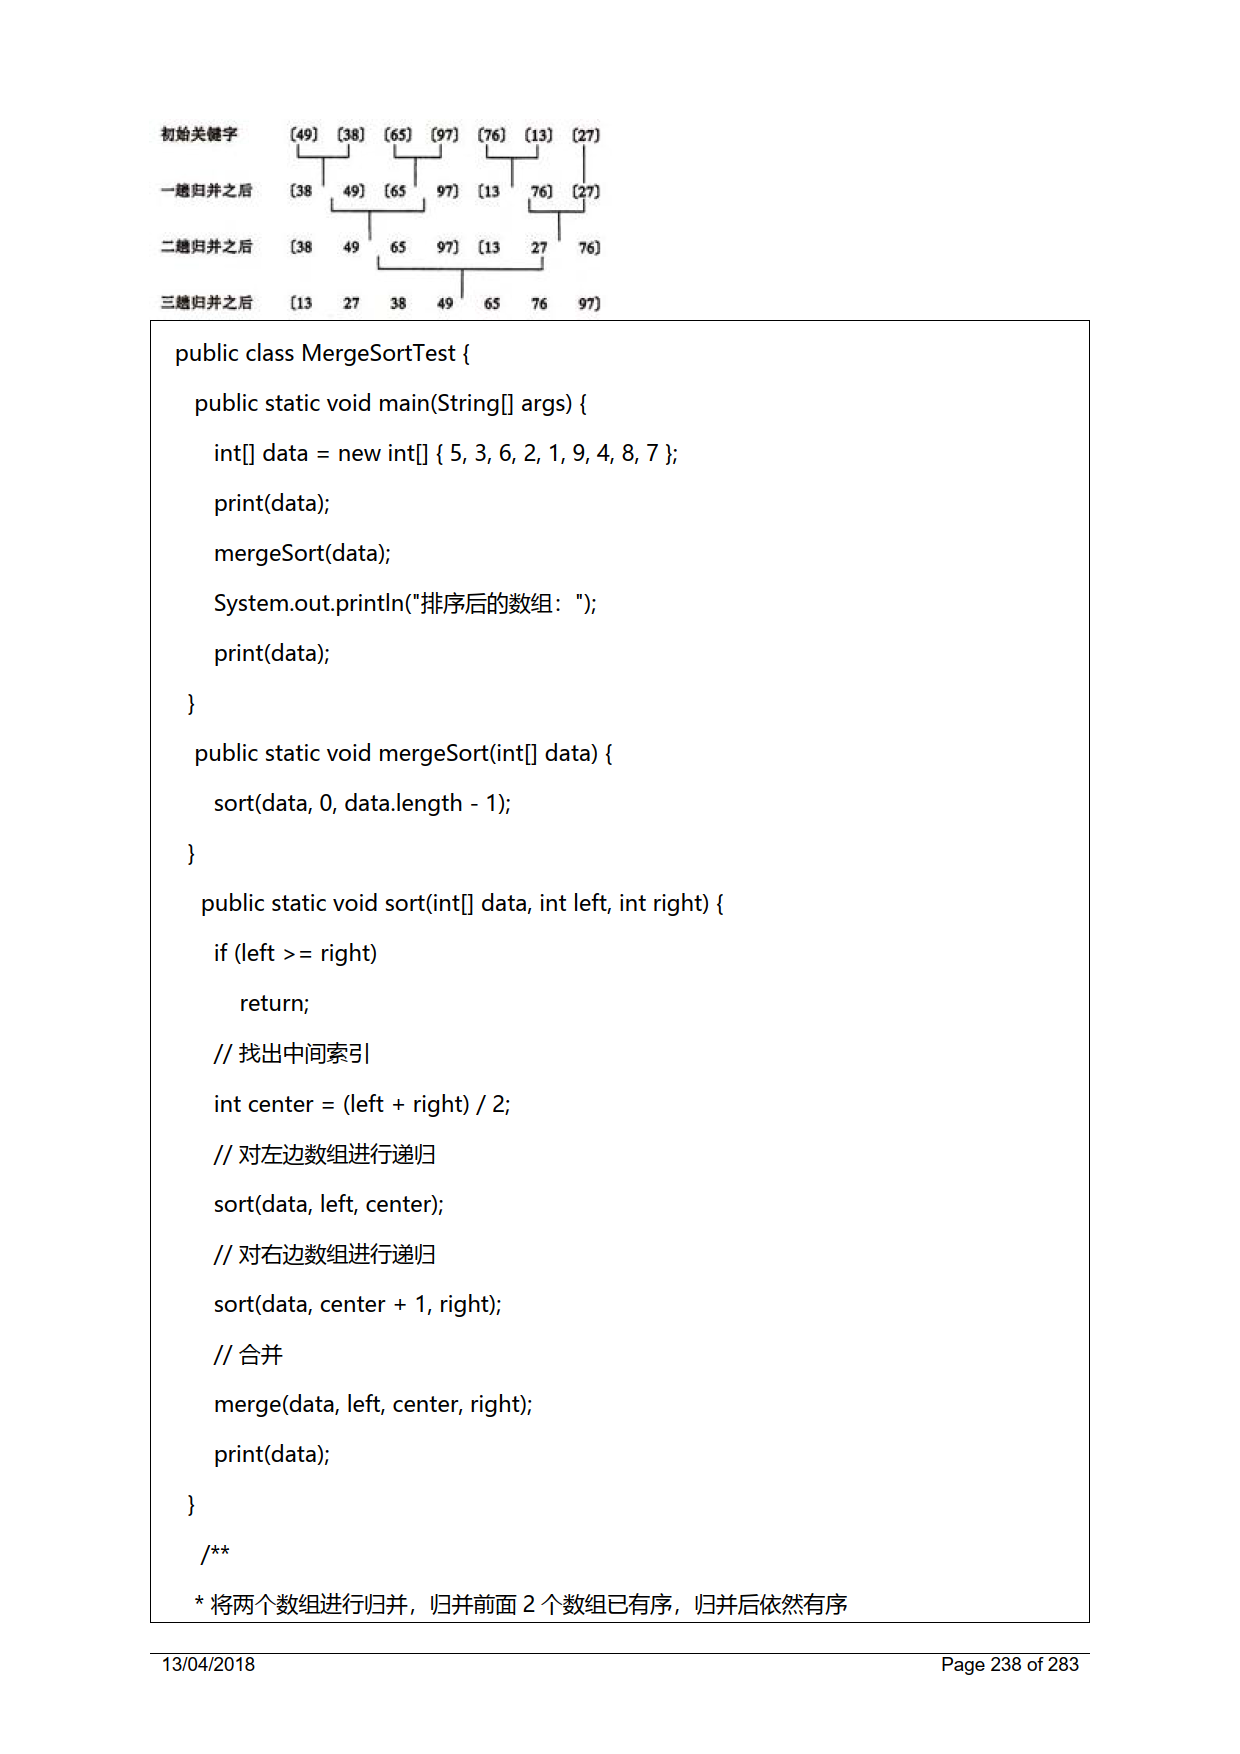 初始关键字 [49] [38] [65] [97] [76] [13] [27]
一趟归并之后 [38 49] [65 97] [13 76] [27]
二趟归并之后 [38 49 65 97] [13 27 76]
三趟归并之后 [13 27 38 49 65 76 97]
public class MergeSortTest {
public static void main(String[] args) {
int[] data = new int[] { 5, 3, 6, 2, 1, 9, 4, 8, 7 };
print(data);
mergeSort(data);
System.out.println("排序后的数组：");
print(data);
}
public static void mergeSort(int[] data) {
sort(data, 0, data.length - 1);
}
public static void sort(int[] data, int left, int right) {
if (left >= right)
return;
// 找出中间索引
int center = (left + right) / 2;
// 对左边数组进行递归
sort(data, left, center);
// 对右边数组进行递归
sort(data, center + 1, right);
// 合并
merge(data, left, center, right);
print(data);
}
/**
* 将两个数组进行归并，归并前面 2 个数组已有序，归并后依然有序
13/04/2018 Page 238 of 283